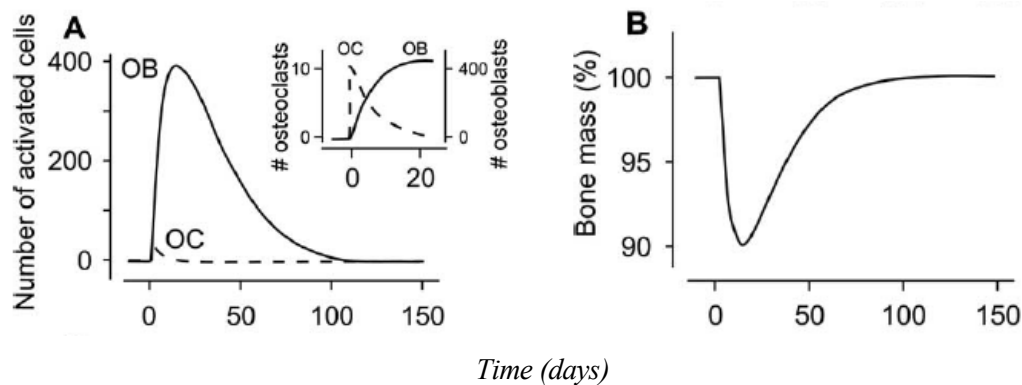 A
Number of activated cells
400
200
0
OB
OC
0 50 100 150
# osteoclasts
10
0
OC OB
400
0
# osteoblasts
0 20
B
Bone mass (%)
100
95
90
0 50 100 150
Time (days)